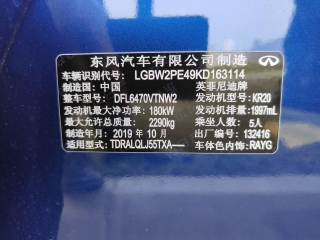 东风汽车有限公司制造
车辆识别代号: LGBW2PE49KD163114
制造国: 中国 英菲尼迪牌
整车型号: DFL6470VTNW2 发动机型号: KR20
发动机最大净功率: 180kW 发动机排量: 1997mL
最大允许总质量: 2290kg 乘坐人数: 5人
制造年月: 2019 年 10 月 出厂编号: 132416
适用型式: TDRALQLJ55TXA—— 车体色内饰: RAYG